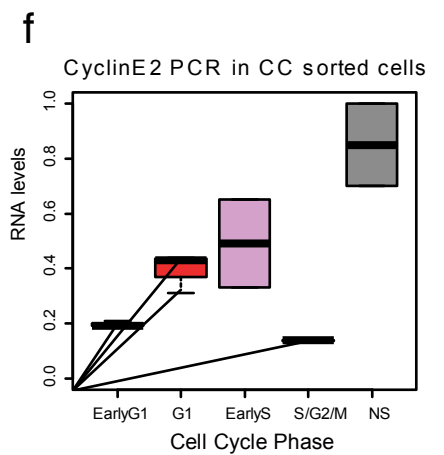 f
CyclinE2 PCR in CC sorted cells
RNA levels
1.0
0.8
0.6
0.4
0.2
0.0
EarlyG1 G1 EarlyS S/G2/M NS
Cell Cycle Phase